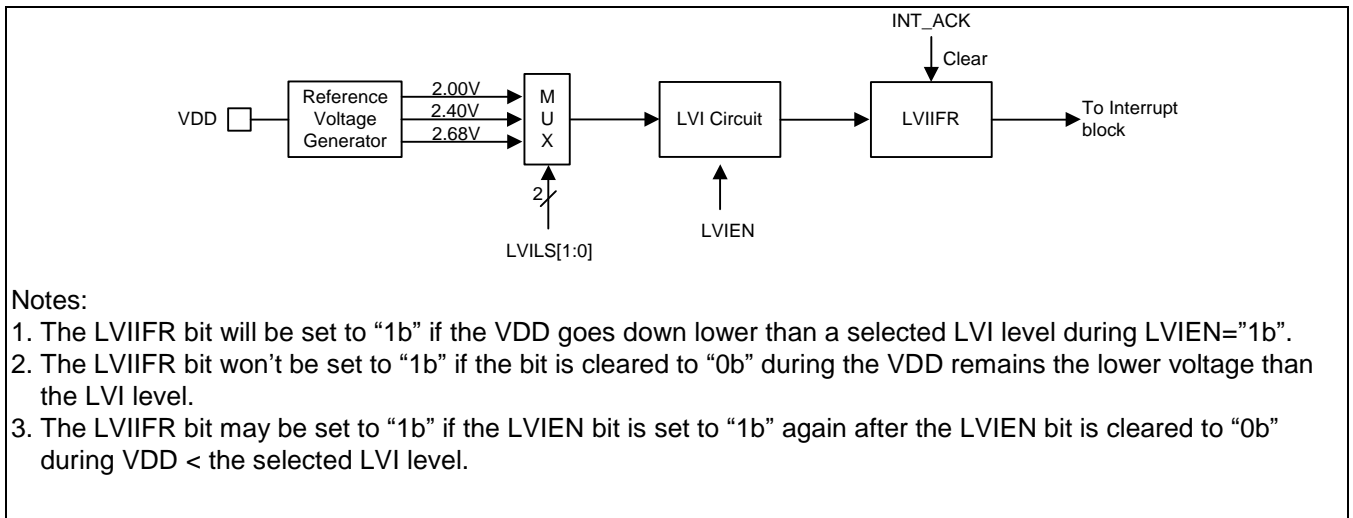 INT_ACK
Clear
VDD
Reference
Voltage
Generator
2.00V
2.40V
2.68V
M
U
X
LVI Circuit
LVIIFR
To Interrupt
block
2
LVIEN
LVILS[1:0]
Notes:
1. The LVIIFR bit will be set to “1b” if the VDD goes down lower than a selected LVI level during LVIEN=”1b”.
2. The LVIIFR bit won’t be set to “1b” if the bit is cleared to “0b” during the VDD remains the lower voltage than
the LVI level.
3. The LVIIFR bit may be set to “1b” if the LVIEN bit is set to “1b” again after the LVIEN bit is cleared to “0b”
during VDD < the selected LVI level.